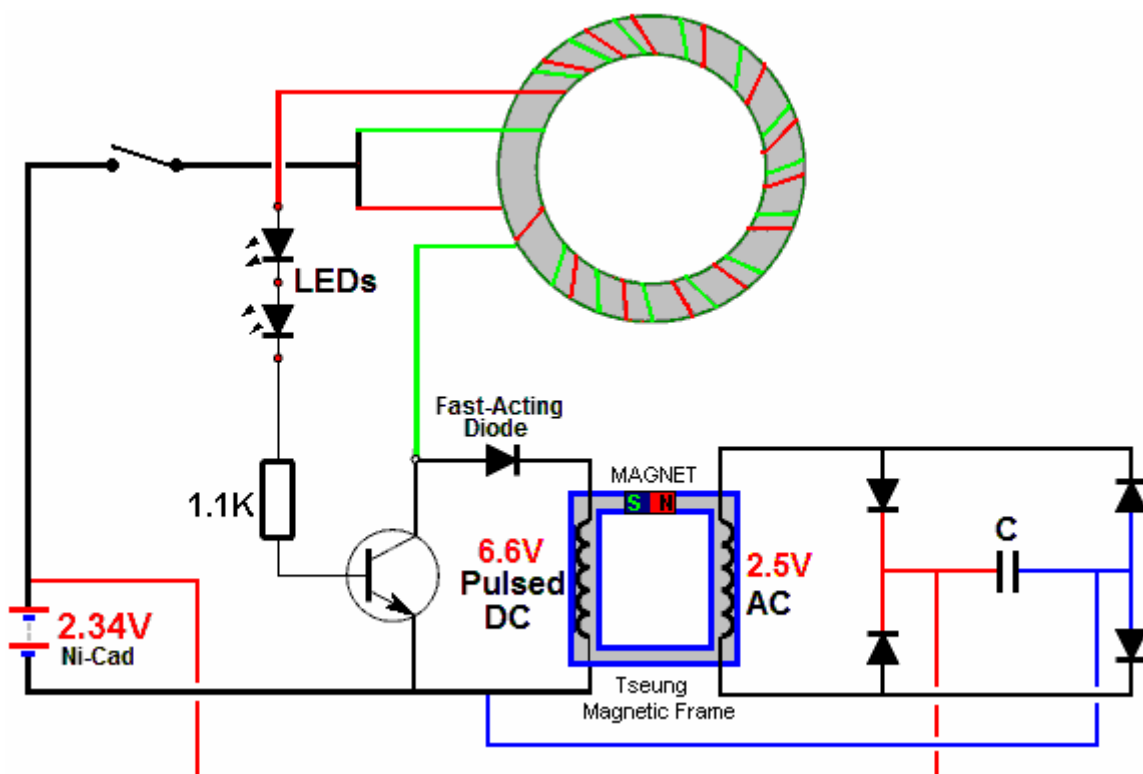 LEDs
Fast-Acting
Diode
1.1K
MAGNET
S N
6.6V
Pulsed
DC
2.5V
AC
C
2.34V
Ni-Cad
Tseung
Magnetic Frame